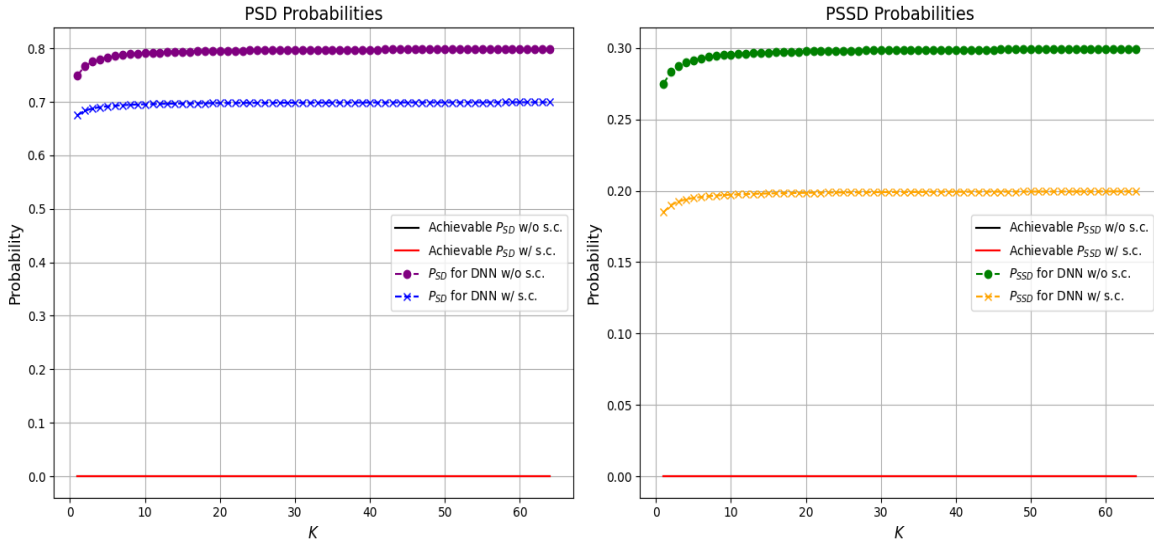 PSD Probabilities
Probability
0.8
0.7
0.6
0.5
0.4
0.3
0.2
0.1
0.0
Achievable P_SD w/o s.c.
Achievable P_SD w/ s.c.
P_SD for DNN w/o s.c.
P_SD for DNN w/ s.c.
0 10 20 30 40 50 60
K
PSSD Probabilities
Probability
0.30
0.25
0.20
0.15
0.10
0.05
0.00
Achievable P_SSD w/o s.c.
Achievable P_SSD w/ s.c.
P_SSD for DNN w/o s.c.
P_SSD for DNN w/ s.c.
0 10 20 30 40 50 60
K